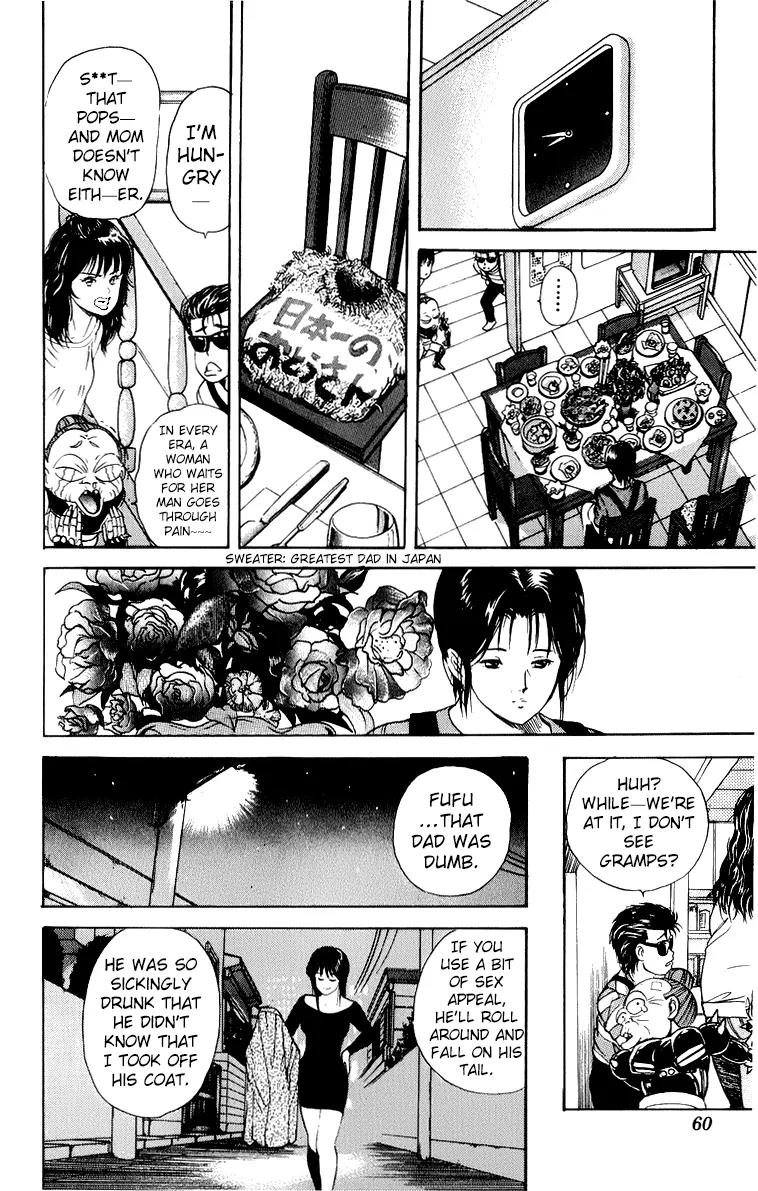 ......
日本一の
おとうさん
I'M
HUN-
GRY
—
S**T—
THAT
POPS—
AND MOM
DOESN'T
KNOW
EITH—ER.
IN EVERY
ERA, A
WOMAN
WHO WAITS
FOR HER
MAN GOES
THROUGH
PAIN~~~
SWEATER: GREATEST DAD IN JAPAN
HUH?
WHILE—WE'RE
AT IT, I DON'T
SEE
GRAMPS?
FUFU
...THAT
DAD WAS
DUMB.
IF YOU
USE A BIT
OF SEX
APPEAL,
HE'LL ROLL
AROUND AND
FALL ON HIS
TAIL.
HE WAS SO
SICKINGLY
DRUNK THAT
HE DIDN'T
KNOW THAT
I TOOK OFF
HIS COAT.
60